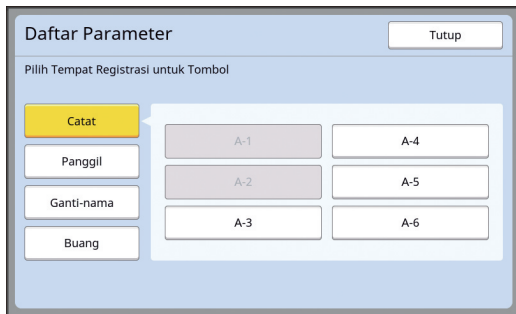 Daftar Parameter
Tutup
Pilih Tempat Registrasi untuk Tombol
Catat
Panggil
Ganti-nama
Buang
A-1
A-4
A-2
A-5
A-3
A-6